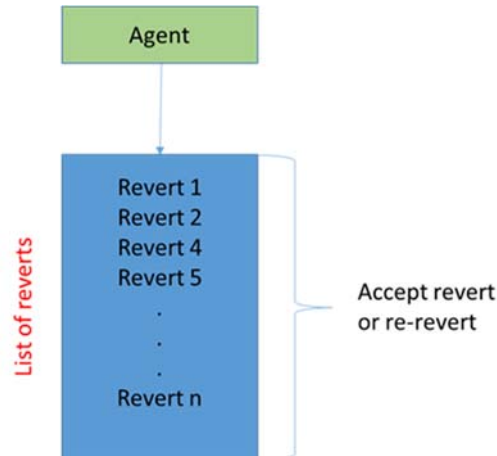 Agent
Revert 1
Revert 2
Revert 4
Revert 5
.
.
.
Revert n
List of reverts
Accept revert
or re-revert